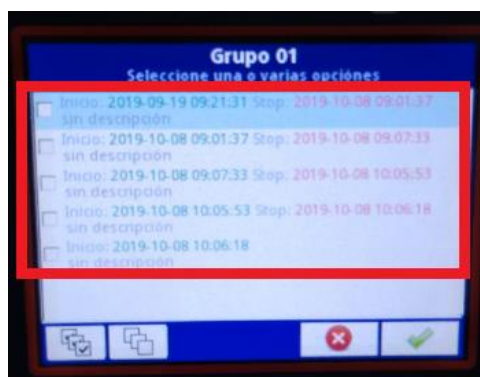 Grupo 01
Seleccione una o varias opciónes
Inicio: 2019-09-19 09:21:31 Stop: 2019-10-08 09:01:37
sin descripción
Inicio: 2019-10-08 09:01:37 Stop: 2019-10-08 09:07:33
sin descripción
Inicio: 2019-10-08 09:07:33 Stop: 2019-10-08 10:05:53
sin descripción
Inicio: 2019-10-08 10:05:53 Stop: 2019-10-08 10:06:18
sin descripción
Inicio: 2019-10-08 10:06:18
sin descripción